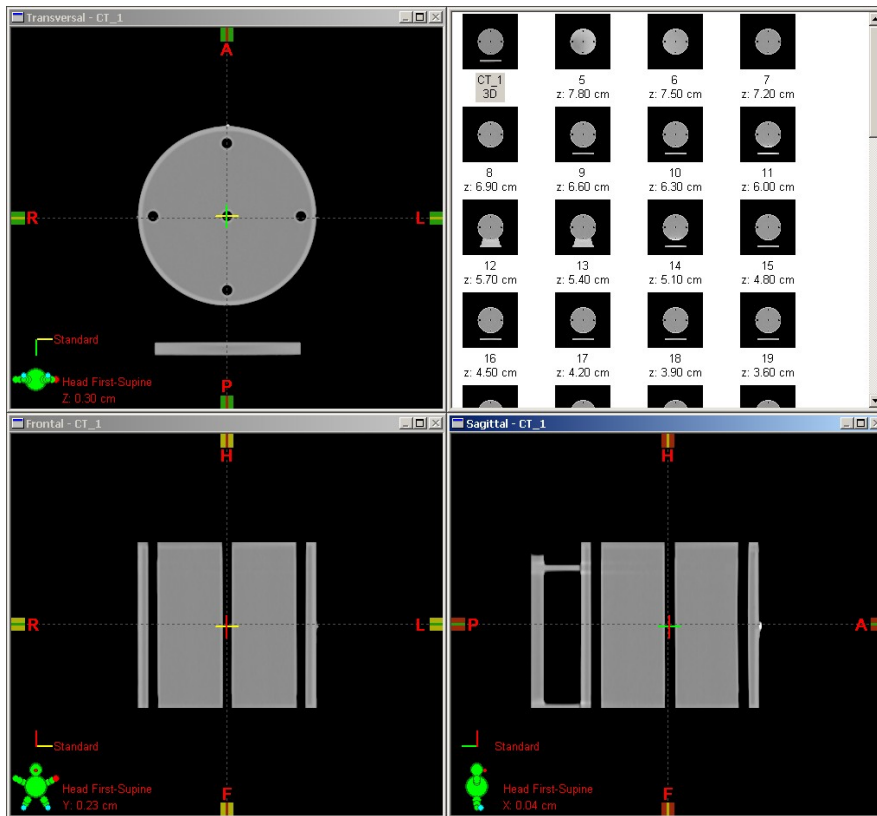 Transversal - CT_1
A
R
L
Standard
Head First-Supine
Z: 0.30 cm
P
CT_1
3D
5
z: 7.80 cm
6
z: 7.50 cm
7
z: 7.20 cm
8
z: 6.90 cm
9
z: 6.60 cm
10
z: 6.30 cm
11
z: 6.00 cm
12
z: 5.70 cm
13
z: 5.40 cm
14
z: 5.10 cm
15
z: 4.80 cm
16
z: 4.50 cm
17
z: 4.20 cm
18
z: 3.90 cm
19
z: 3.60 cm
Frontal - CT_1
H
R
L
Standard
Head First-Supine
Y: 0.23 cm
F
Sagittal - CT_1
H
P
A
Standard
Head First-Supine
X: 0.04 cm
F